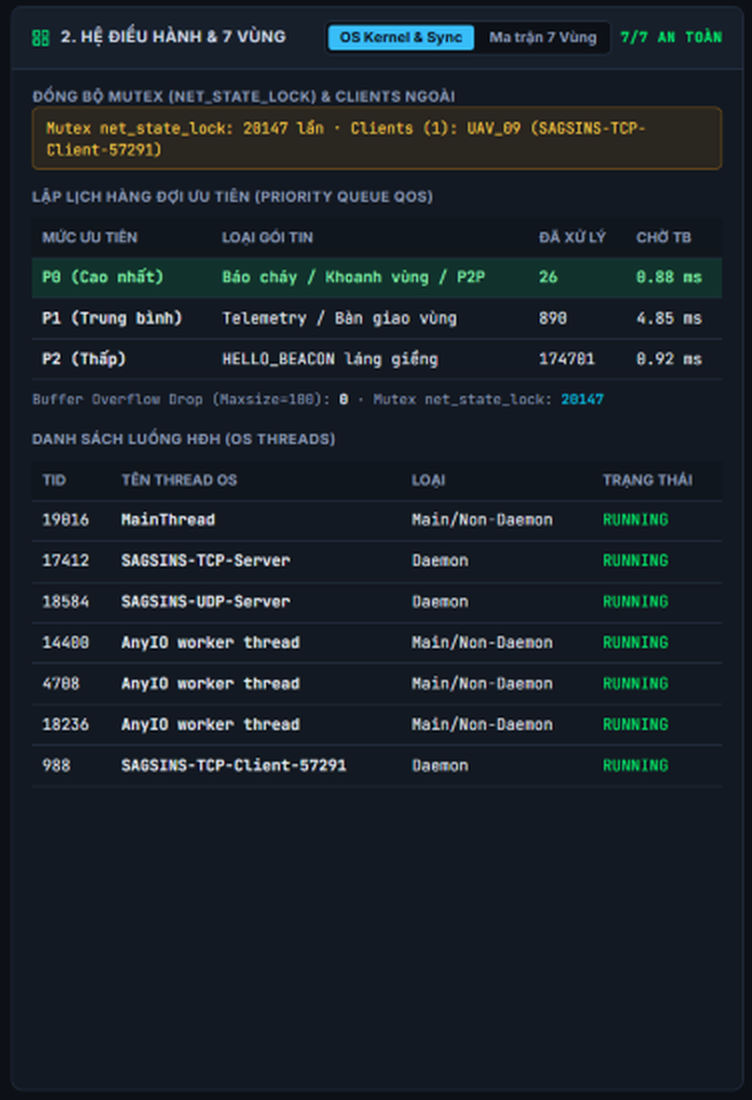 2. HỆ ĐIỀU HÀNH & 7 VÙNG
OS Kernel & Sync
Ma trận 7 Vùng
7/7 AN TOÀN
ĐỒNG BỘ MUTEX (NET_STATE_LOCK) & CLIENTS NGOÀI
Mutex net_state_lock: 20147 lần · Clients (1): UAV_09 (SAGSINS-TCP-
Client-57291)
LẬP LỊCH HÀNG ĐỢI ƯU TIÊN (PRIORITY QUEUE QOS)
MỨC ƯU TIÊN LOẠI GÓI TIN ĐÃ XỬ LÝ CHỜ TB
P0 (Cao nhất) Báo cháy / Khoanh vùng / P2P 26 0.88 ms
P1 (Trung bình) Telemetry / Bàn giao vùng 890 4.85 ms
P2 (Thấp) HELLO_BEACON láng giềng 174701 0.92 ms
Buffer Overflow Drop (Maxsize=100): 0 · Mutex net_state_lock: 20147
DANH SÁCH LUỒNG HĐH (OS THREADS)
TID TÊN THREAD OS LOẠI TRẠNG THÁI
19016 MainThread Main/Non-Daemon RUNNING
17412 SAGSINS-TCP-Server Daemon RUNNING
18584 SAGSINS-UDP-Server Daemon RUNNING
14400 AnyIO worker thread Main/Non-Daemon RUNNING
4708 AnyIO worker thread Main/Non-Daemon RUNNING
18236 AnyIO worker thread Main/Non-Daemon RUNNING
988 SAGSINS-TCP-Client-57291 Daemon RUNNING